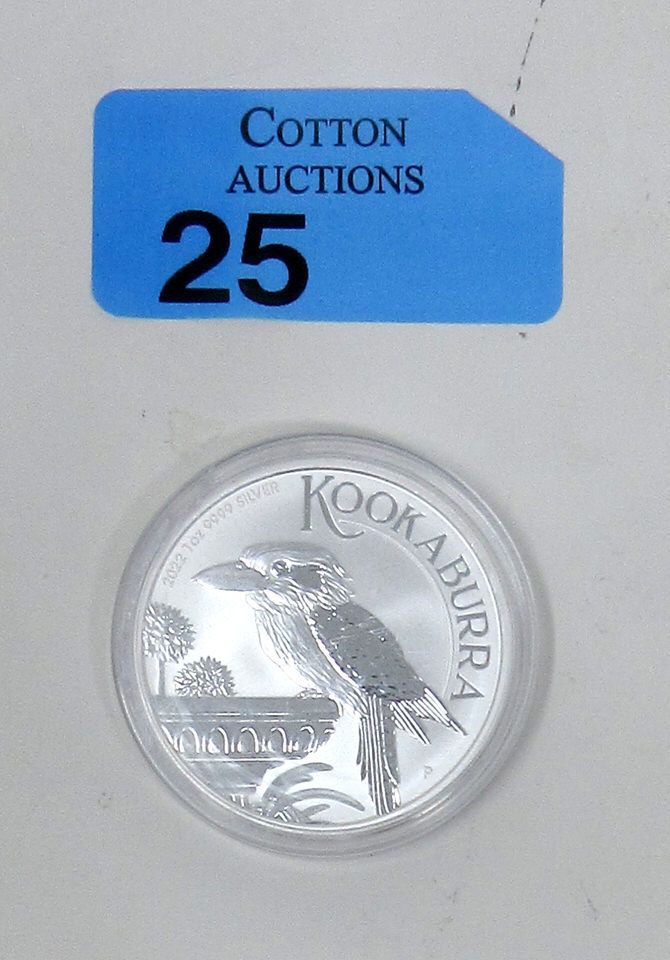 COTTON
AUCTIONS
25
2022 1oz 9999 SILVER
KOOKABURRA
P